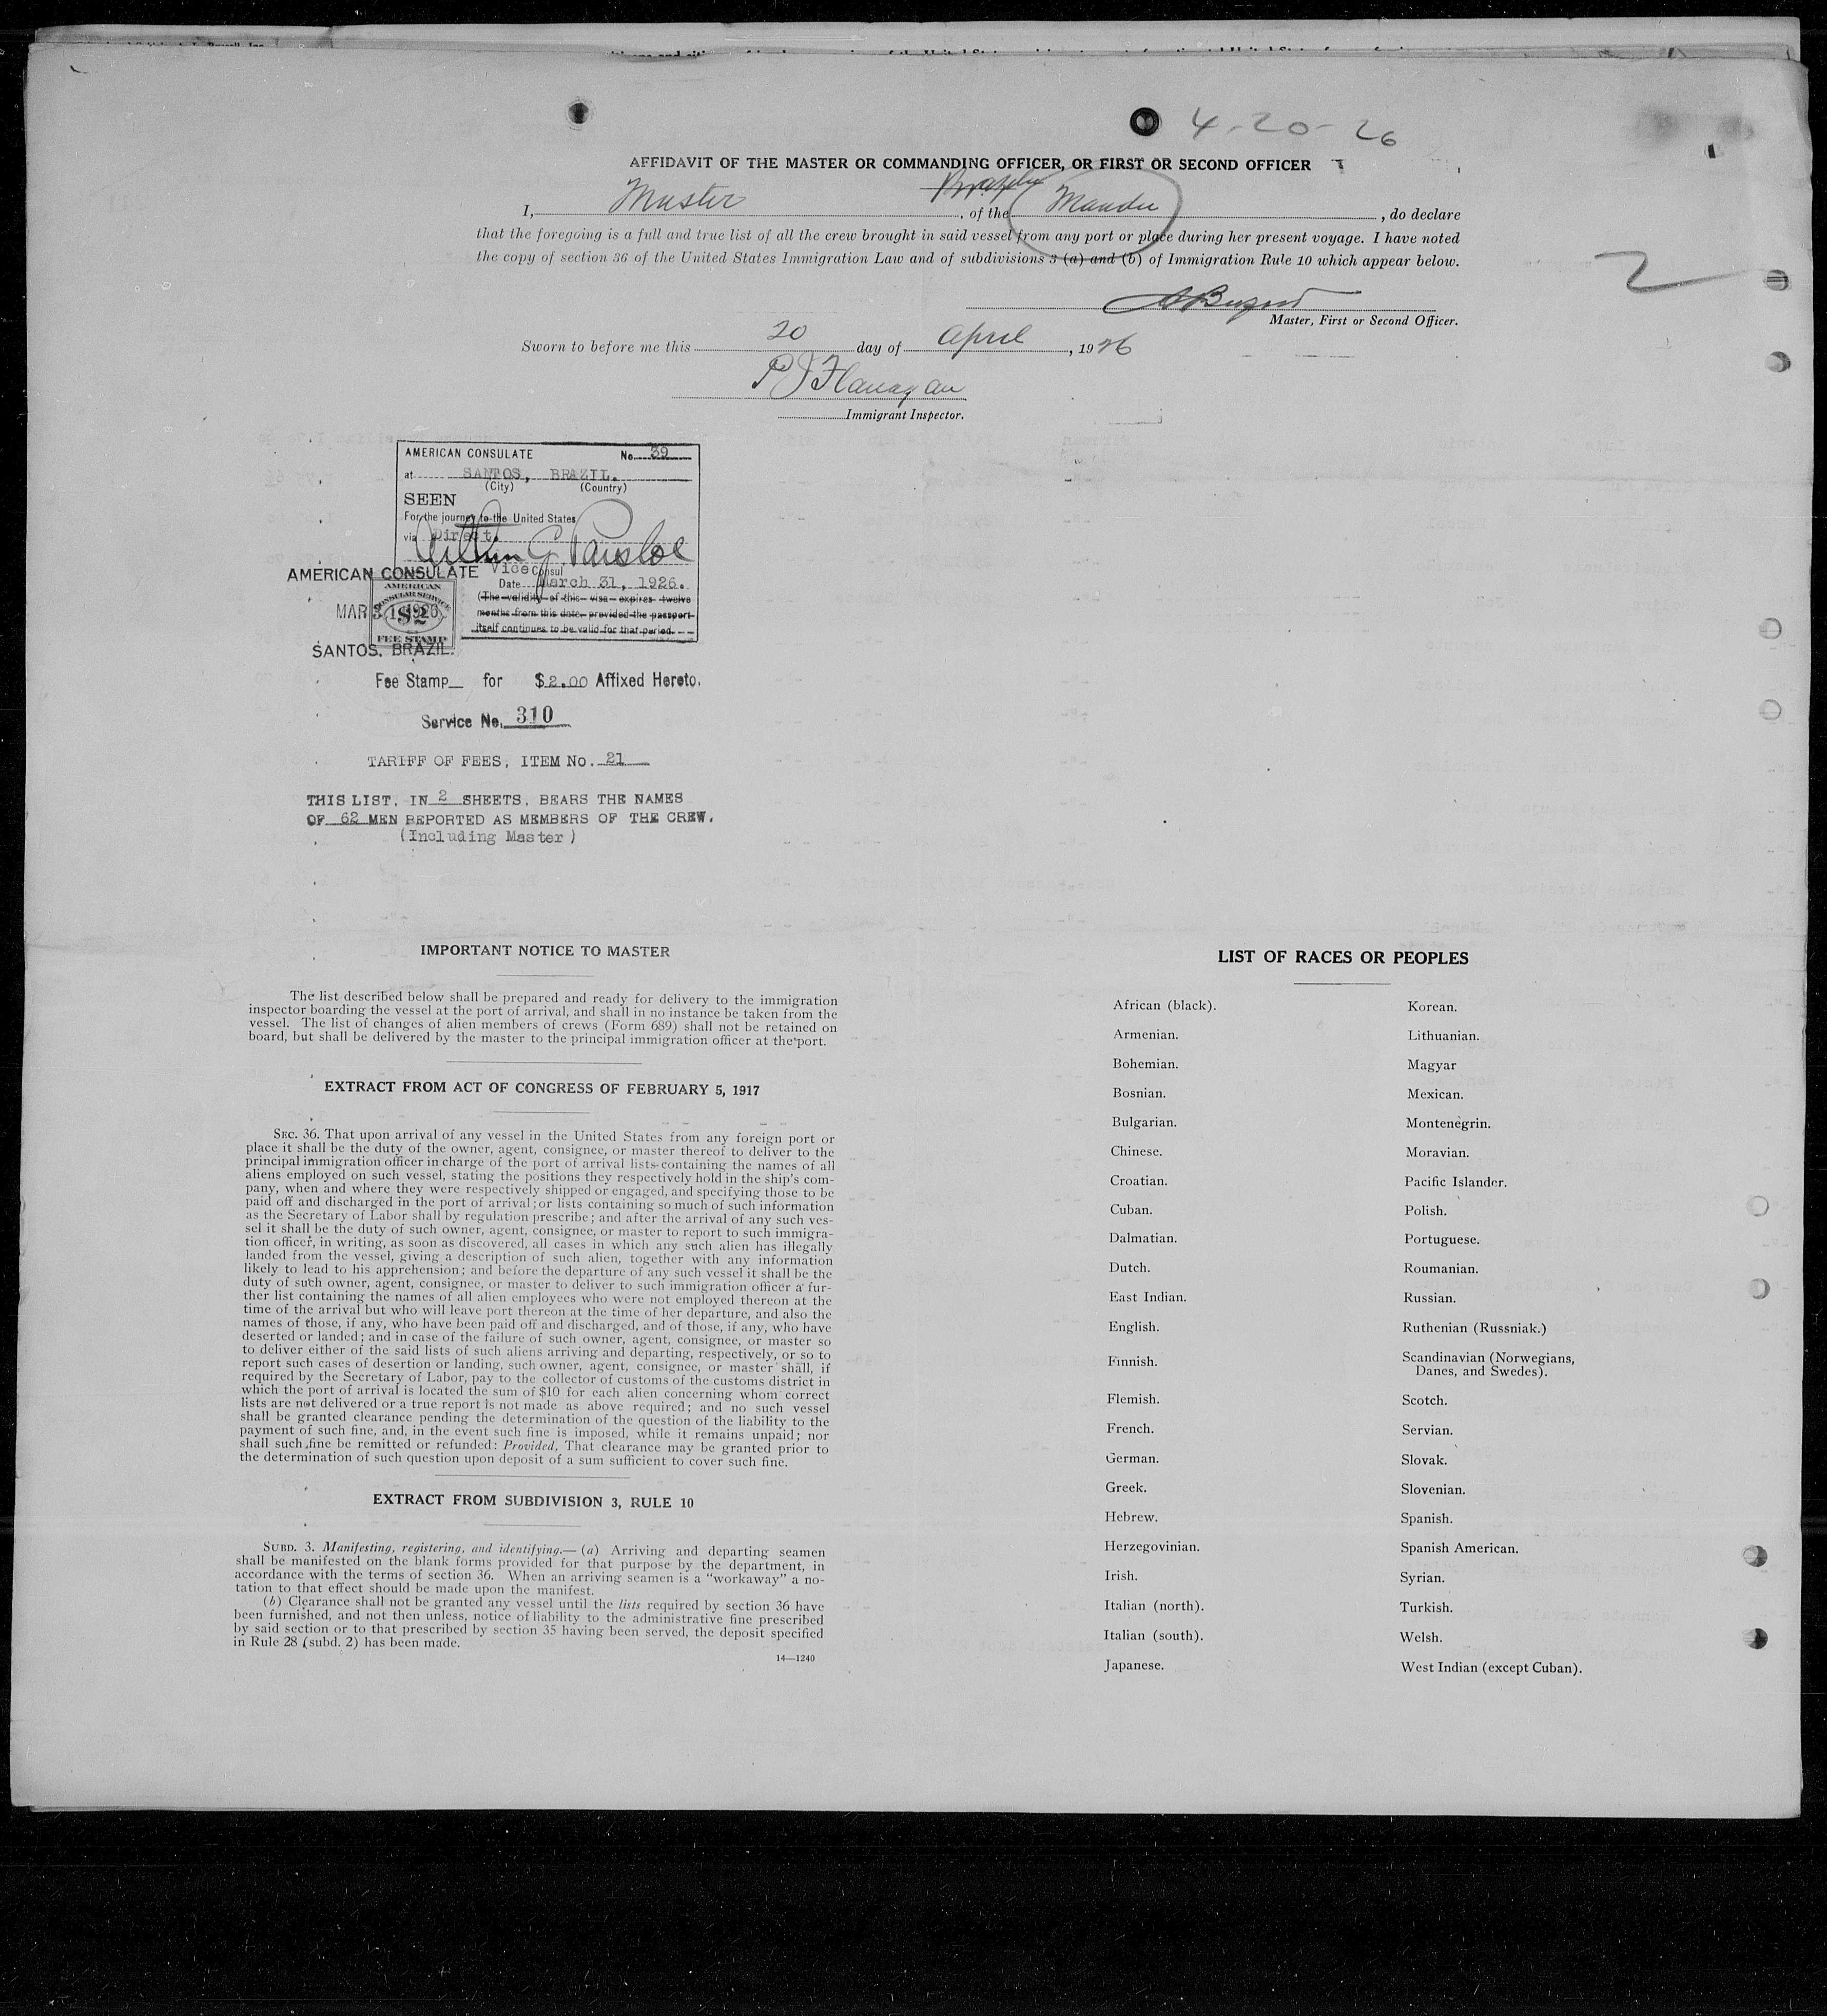 4-20-26
AFFIDAVIT OF THE MASTER OR COMMANDING OFFICER, OR FIRST OR SECOND OFFICER
I, Master , of the Mandu , do declare
that the foregoing is a full and true list of all the crew brought in said vessel from any port or place during her present voyage. I have noted
the copy of section 36 of the United States Immigration Law and of subdivisions 3 (a) and (b) of Immigration Rule 10 which appear below.
2
Master, First or Second Officer.
Sworn to before me this 20 day of April , 1926
P J Flanagan
Immigrant Inspector.
AMERICAN CONSULATE No. 39
at SANTOS, BRAZIL.
(City) (Country)
SEEN
For the journey to the United States
via Direct.
Vice Consul
Date March 31, 1926.
(The validity of this visa expires twelve
months from this date provided the passport
itself continues to be valid for that period.
AMERICAN CONSULATE
AMERICAN
CONSULAR SERVICE
MAR 31 1926
$2
FEE STAMP
SANTOS, BRAZIL.
Fee Stamp for $2.00 Affixed Hereto.
Service No. 310
TARIFF OF FEES, ITEM No. 21
THIS LIST, IN 2 SHEETS, BEARS THE NAMES
OF 62 MEN REPORTED AS MEMBERS OF THE CREW.
(Including Master)
IMPORTANT NOTICE TO MASTER
The list described below shall be prepared and ready for delivery to the immigration
inspector boarding the vessel at the port of arrival, and shall in no instance be taken from the
vessel. The list of changes of alien members of crews (Form 689) shall not be retained on
board, but shall be delivered by the master to the principal immigration officer at the port.
EXTRACT FROM ACT OF CONGRESS OF FEBRUARY 5, 1917
SEC. 36. That upon arrival of any vessel in the United States from any foreign port or
place it shall be the duty of the owner, agent, consignee, or master thereof to deliver to the
principal immigration officer in charge of the port of arrival lists containing the names of all
aliens employed on such vessel, stating the positions they respectively hold in the ship's com-
pany, when and where they were respectively shipped or engaged, and specifying those to be
paid off and discharged in the port of arrival; or lists containing so much of such information
as the Secretary of Labor shall by regulation prescribe; and after the arrival of any such ves-
sel it shall be the duty of such owner, agent, consignee, or master to report to such immigra-
tion officer, in writing, as soon as discovered, all cases in which any such alien has illegally
landed from the vessel, giving a description of such alien, together with any information
likely to lead to his apprehension; and before the departure of any such vessel it shall be the
duty of such owner, agent, consignee, or master to deliver to such immigration officer a fur-
ther list containing the names of all alien employees who were not employed thereon at the
time of the arrival but who will leave port thereon at the time of her departure, and also the
names of those, if any, who have been paid off and discharged, and of those, if any, who have
deserted or landed; and in case of the failure of such owner, agent, consignee, or master so
to deliver either of the said lists of such aliens arriving and departing, respectively, or so to
report such cases of desertion or landing, such owner, agent, consignee, or master shall, if
required by the Secretary of Labor, pay to the collector of customs of the customs district in
which the port of arrival is located the sum of $10 for each alien concerning whom correct
lists are not delivered or a true report is not made as above required; and no such vessel
shall be granted clearance pending the determination of the question of the liability to the
payment of such fine, and, in the event such fine is imposed, while it remains unpaid; nor
shall such fine be remitted or refunded: Provided, That clearance may be granted prior to
the determination of such question upon deposit of a sum sufficient to cover such fine.
EXTRACT FROM SUBDIVISION 3, RULE 10
SUBD. 3. Manifesting, registering, and identifying.—(a) Arriving and departing seamen
shall be manifested on the blank forms provided for that purpose by the department, in
accordance with the terms of section 36. When an arriving seamen is a "workaway" a no-
tation to that effect should be made upon the manifest.
(b) Clearance shall not be granted any vessel until the lists required by section 36 have
been furnished, and not then unless, notice of liability to the administrative fine prescribed
by said section or to that prescribed by section 35 having been served, the deposit specified
in Rule 28 (subd. 2) has been made.
14—1240
LIST OF RACES OR PEOPLES
African (black).
Armenian.
Bohemian.
Bosnian.
Bulgarian.
Chinese.
Croatian.
Cuban.
Dalmatian.
Dutch.
East Indian.
English.
Finnish.
Flemish.
French.
German.
Greek.
Hebrew.
Herzegovinian.
Irish.
Italian (north).
Italian (south).
Japanese.
Korean.
Lithuanian.
Magyar
Mexican.
Montenegrin.
Moravian.
Pacific Islander.
Polish.
Portuguese.
Roumanian.
Russian.
Ruthenian (Russniak.)
Scandinavian (Norwegians,
Danes, and Swedes).
Scotch.
Servian.
Slovak.
Slovenian.
Spanish.
Spanish American.
Syrian.
Turkish.
Welsh.
West Indian (except Cuban).